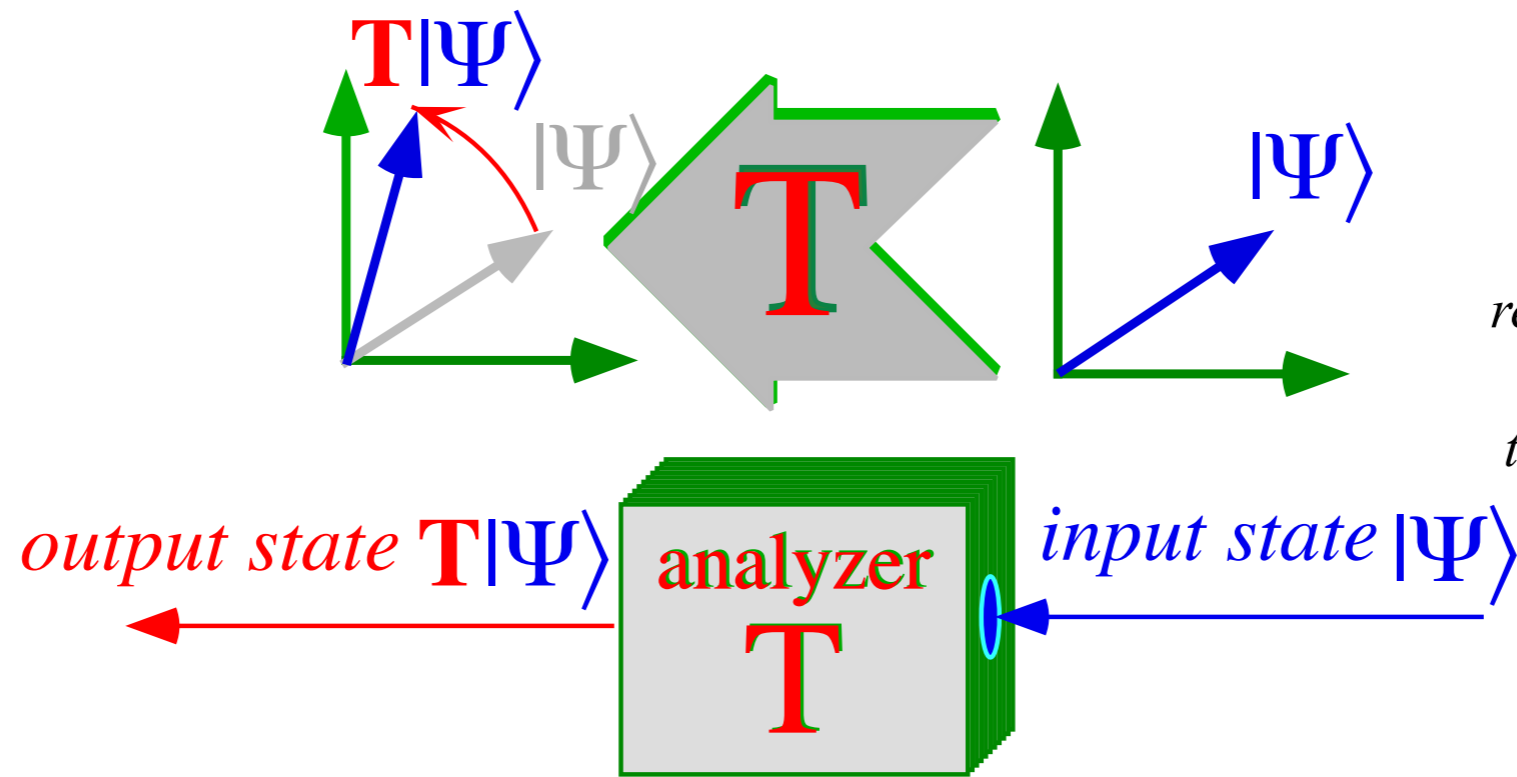 T|Ψ⟩
|Ψ⟩
T
|Ψ⟩
output state T|Ψ⟩
analyzer
T
input state |Ψ⟩